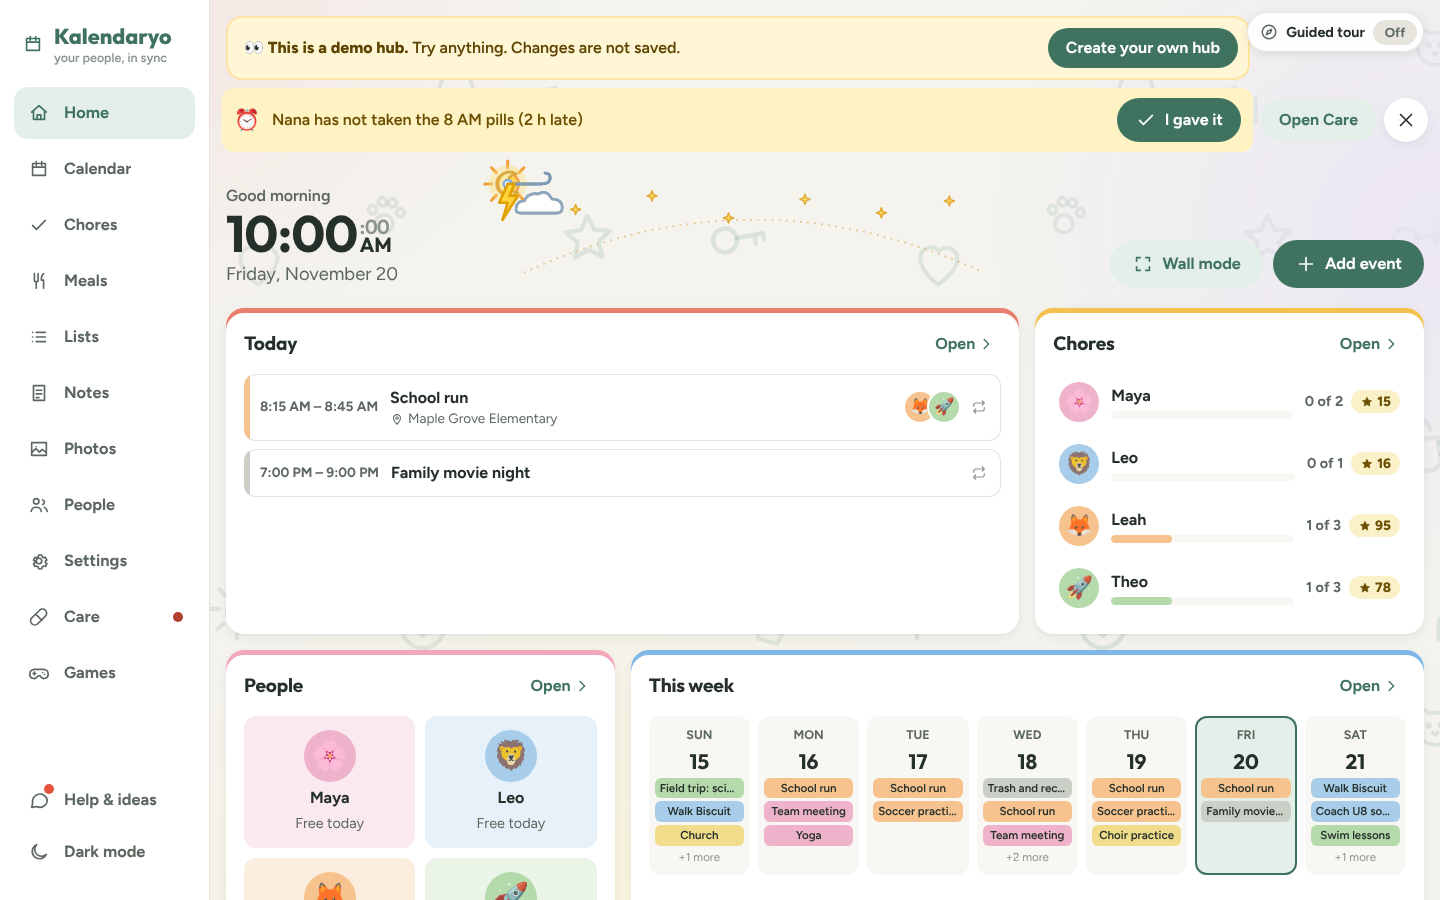 Kalendaryo
your people, in sync
Home
Calendar
Chores
Meals
Lists
Notes
Photos
People
Settings
Care
Games
Help & ideas
Dark mode
This is a demo hub. Try anything. Changes are not saved.
Create your own hub
Guided tour Off
Nana has not taken the 8 AM pills (2 h late)
I gave it
Open Care
Good morning
10:00:00 AM
Friday, November 20
Wall mode
Add event
Today
Open
8:15 AM – 8:45 AM School run
Maple Grove Elementary
7:00 PM – 9:00 PM Family movie night
Chores
Open
Maya 0 of 2 15
Leo 0 of 1 16
Leah 1 of 3 95
Theo 1 of 3 78
People
Open
Maya
Free today
Leo
Free today
This week
Open
SUN
15
Field trip: sci...
Walk Biscuit
Church
+1 more
MON
16
School run
Team meeting
Yoga
TUE
17
School run
Soccer practi...
WED
18
Trash and rec...
School run
Team meeting
+2 more
THU
19
School run
Soccer practi...
Choir practice
FRI
20
School run
Family movie...
SAT
21
Walk Biscuit
Coach U8 so...
Swim lessons
+1 more